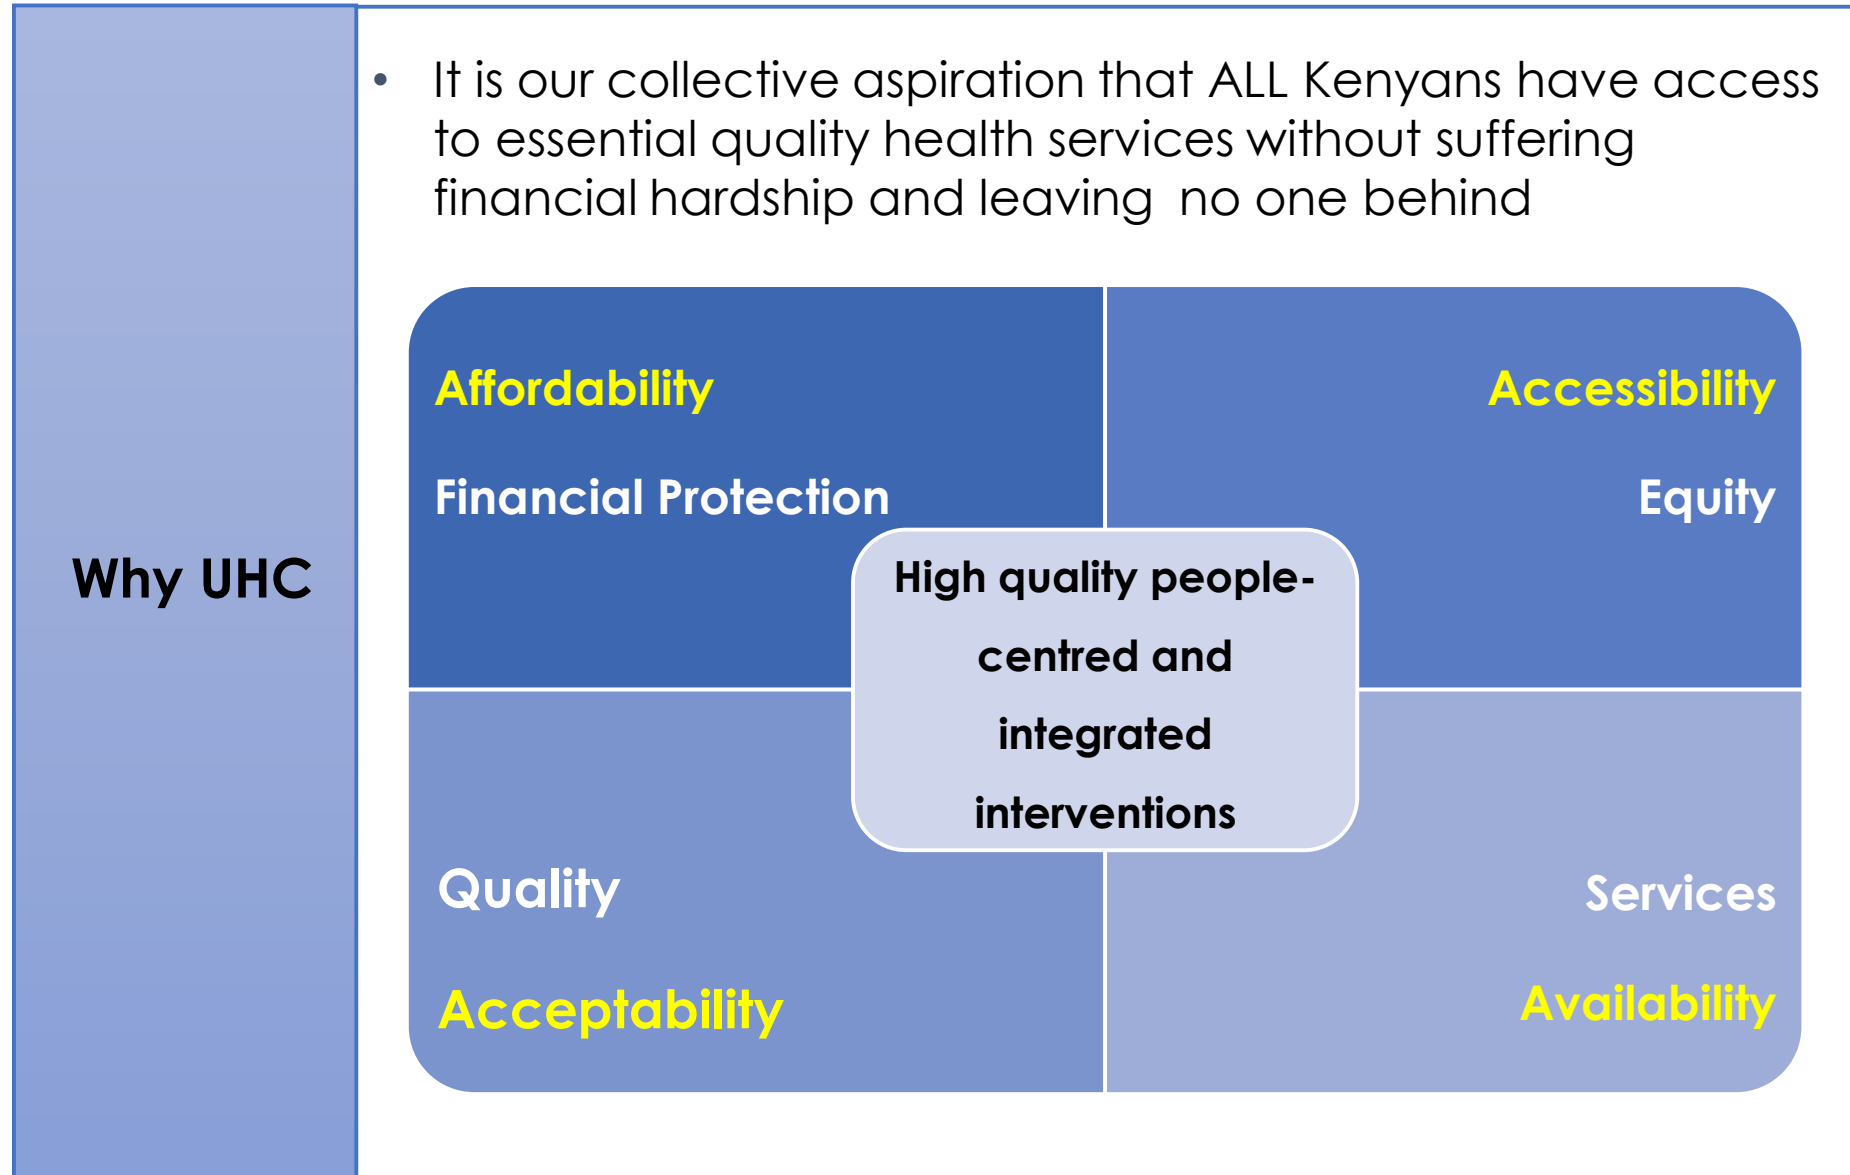 Why UHC
• It is our collective aspiration that ALL Kenyans have access
to essential quality health services without suffering
financial hardship and leaving no one behind
Affordability
Financial Protection
Accessibility
Equity
High quality people-
centred and
integrated
interventions
Quality
Acceptability
Services
Availability